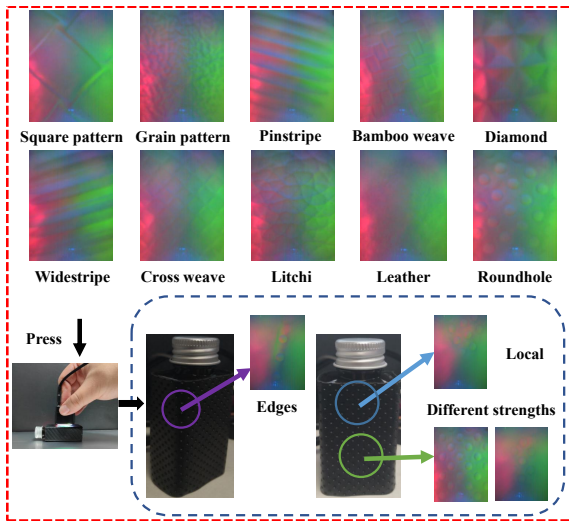 Square pattern Grain pattern Pinstripe Bamboo weave Diamond
Widestripe Cross weave Litchi Leather Roundhole
Press
Edges
Local
Different strengths